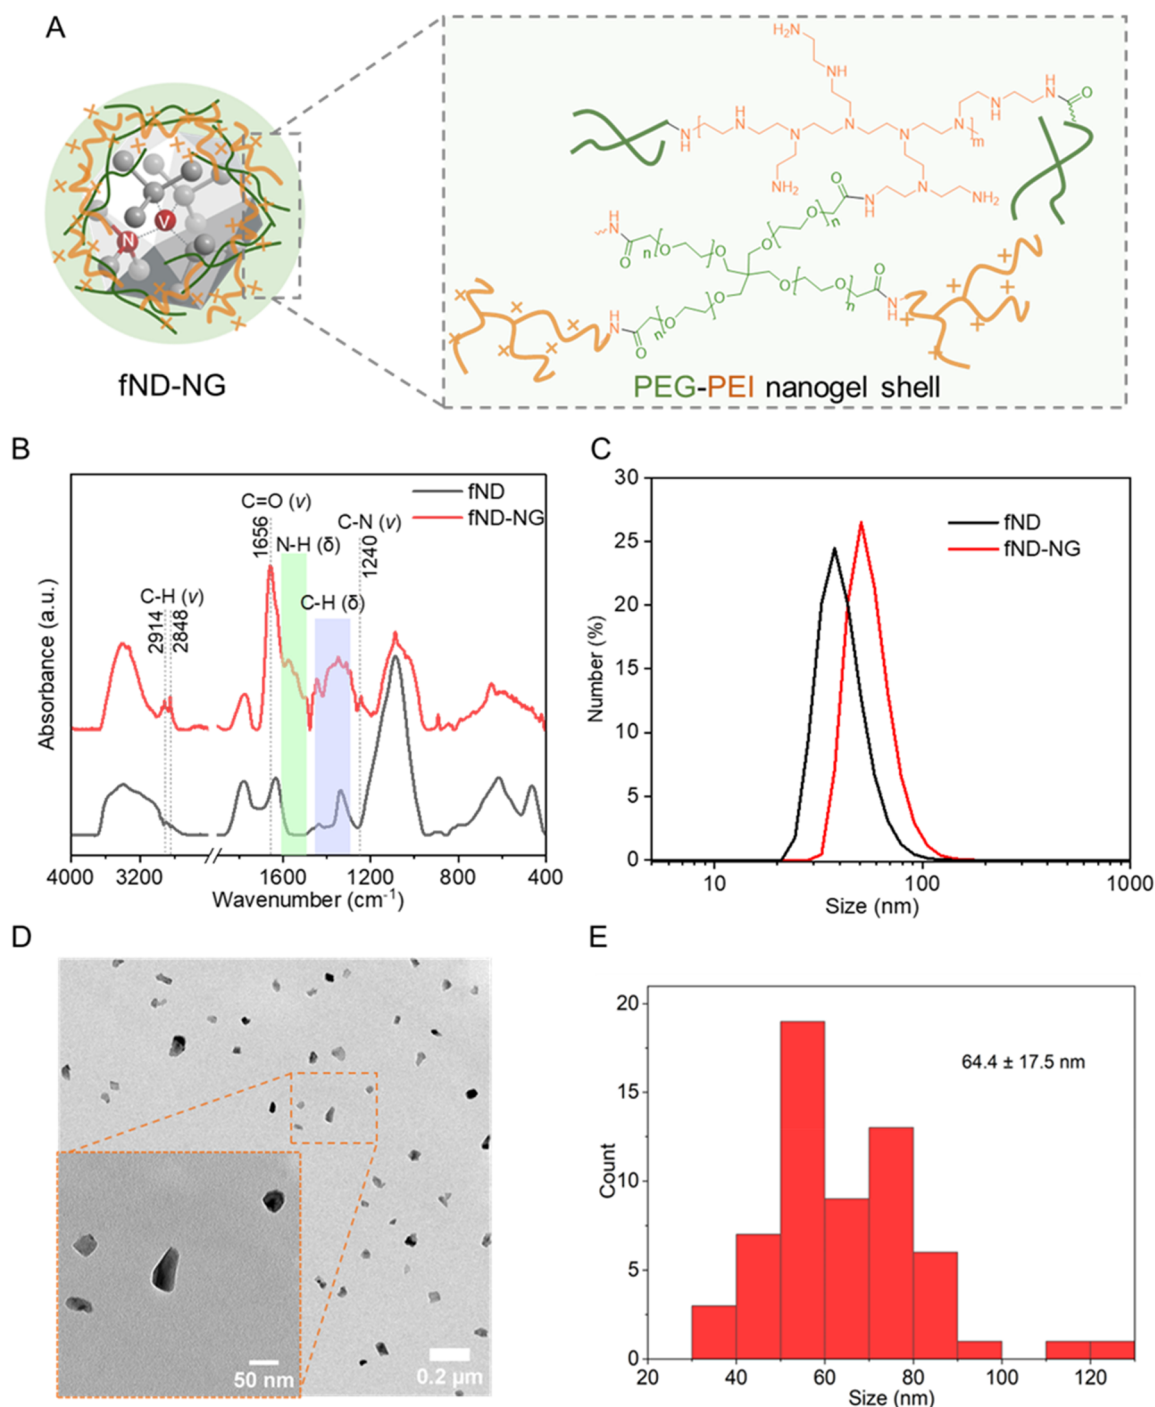 A
H₂N
NH
H
N
O
N
H
H
N
N
N
N
N
m
H
N
H
N
NH₂
N
NH₂
O
N
H
V
N
fND-NG
HN
O
n
O
O
O
O
n
O
n
O
O
O
O
n
O
N
H
HN
O
PEG-PEI nanogel shell
B
fND
fND-NG
C=O (ν)
1656
N-H (δ)
C-N (ν)
1240
C-H (ν)
2914
2848
C-H (δ)
Absorbance (a.u.)
4000 3200 1600 1200 800 400
Wavenumber (cm⁻¹)
C
fND
fND-NG
Number (%)
30
25
20
15
10
5
0
10 100 1000
Size (nm)
D
50 nm
0.2 μm
E
64.4 ± 17.5 nm
Count
20
15
10
5
0
20 40 60 80 100 120
Size (nm)